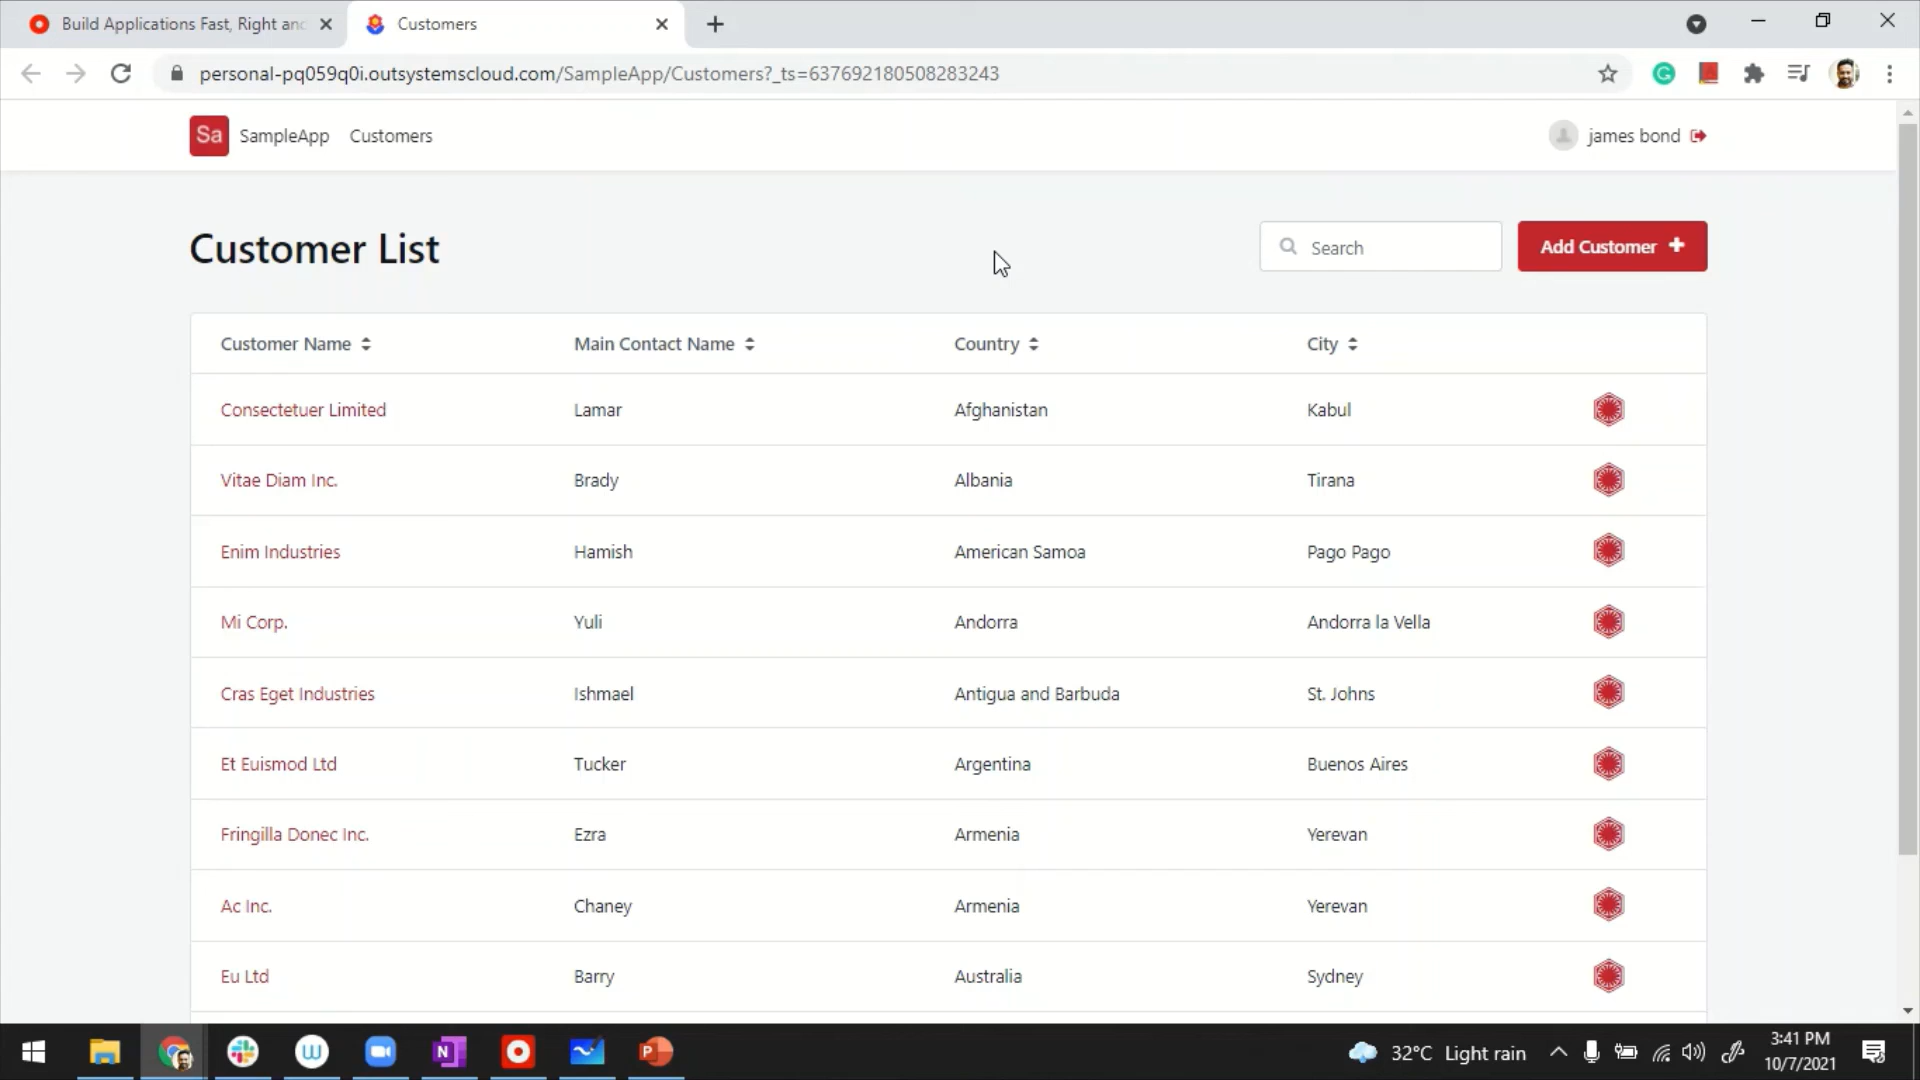 Build Applications Fast, Right and
Customers
personal-pq059q0i.outsystemscloud.com/SampleApp/Customers?_ts=637692180508283243
Sa SampleApp Customers james bond
Customer List Search Add Customer +
Customer Name Main Contact Name Country City
Consectetuer Limited Lamar Afghanistan Kabul
Vitae Diam Inc. Brady Albania Tirana
Enim Industries Hamish American Samoa Pago Pago
Mi Corp. Yuli Andorra Andorra la Vella
Cras Eget Industries Ishmael Antigua and Barbuda St. Johns
Et Euismod Ltd Tucker Argentina Buenos Aires
Fringilla Donec Inc. Ezra Armenia Yerevan
Ac Inc. Chaney Armenia Yerevan
Eu Ltd Barry Australia Sydney
32°C Light rain
3:41 PM
10/7/2021